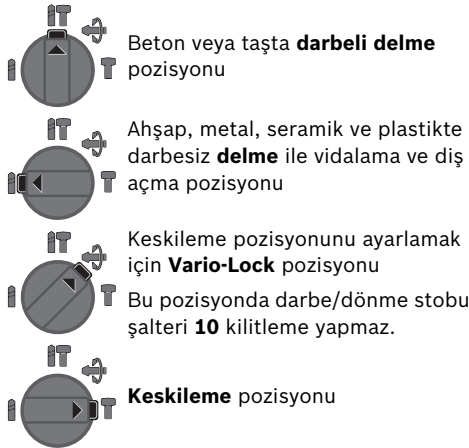 Beton veya taşta darbeli delme
pozisyonu
Ahşap, metal, seramik ve plastikte
darbesiz delme ile vidalama ve diş
açma pozisyonu
Keskileme pozisyonunu ayarlamak
için Vario-Lock pozisyonu
Bu pozisyonda darbe/dönme stobu
şalteri 10 kilitleme yapmaz.
Keskileme pozisyonu